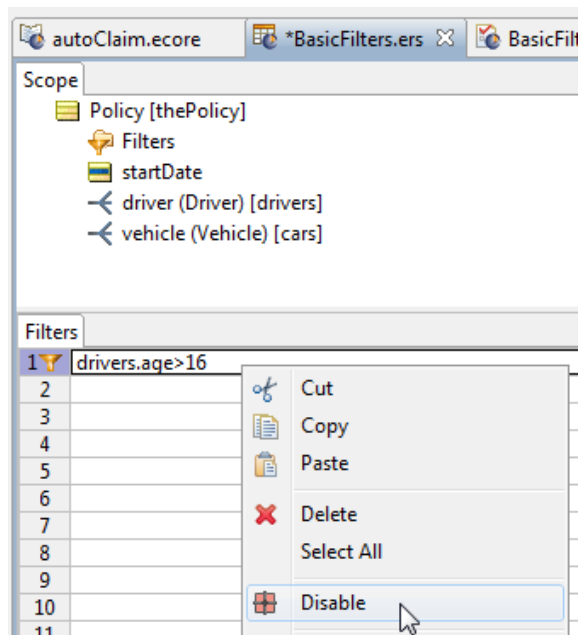 autoClaim.ecore *BasicFilters.ers BasicFilt
Scope
Policy [thePolicy]
Filters
startDate
driver (Driver) [drivers]
vehicle (Vehicle) [cars]
Filters
1 drivers.age>16
2 Cut
3 Copy
4
5 Paste
6
7 Delete
8 Select All
9
10 Disable
11